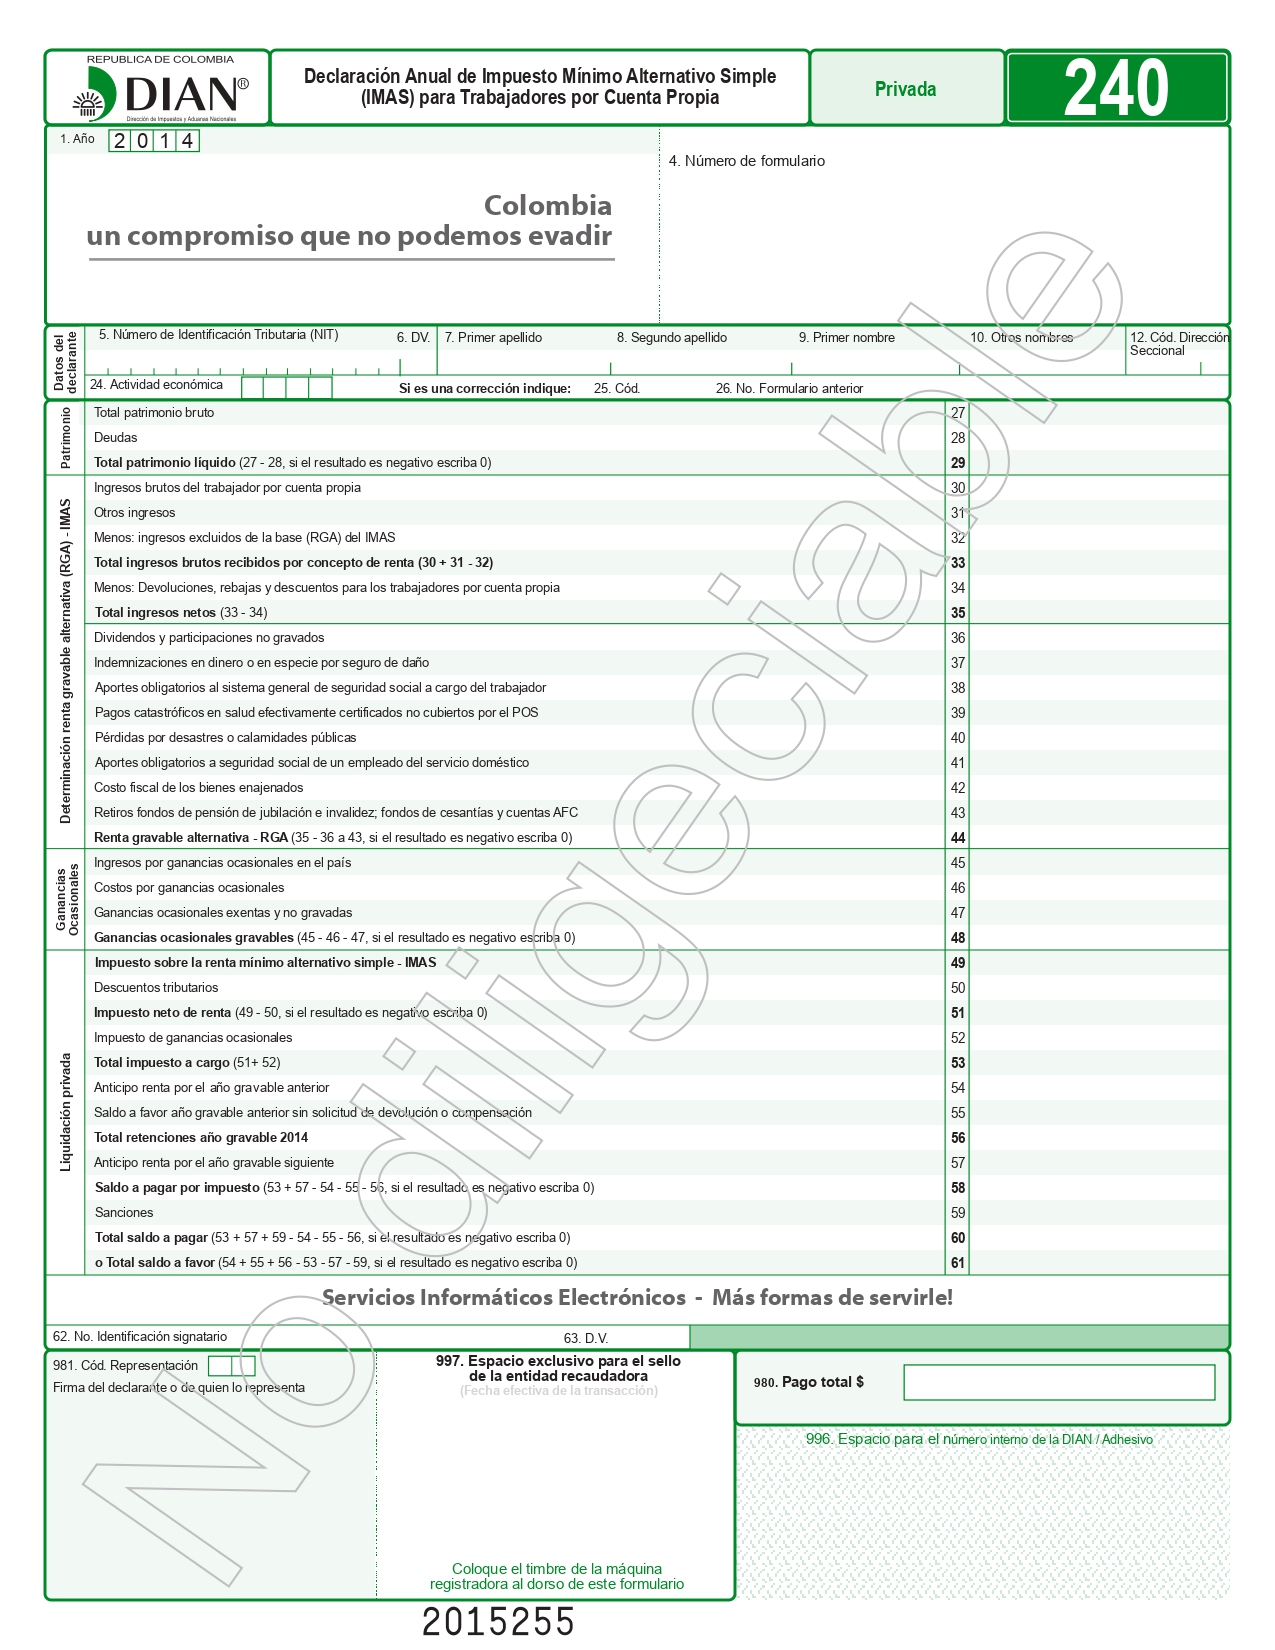 REPUBLICA DE COLOMBIA
DIAN®
Dirección de Impuestos y Aduanas Nacionales
Declaración Anual de Impuesto Mínimo Alternativo Simple
(IMAS) para Trabajadores por Cuenta Propia
Privada
240
1. Año 2 0 1 4
4. Número de formulario
Colombia
un compromiso que no podemos evadir
Datos del
declarante
5. Número de Identificación Tributaria (NIT) 6. DV. 7. Primer apellido 8. Segundo apellido 9. Primer nombre 10. Otros nombres 12. Cód. Dirección
Seccional
24. Actividad económica Si es una corrección indique: 25. Cód. 26. No. Formulario anterior
Patrimonio
Total patrimonio bruto 27
Deudas 28
Total patrimonio líquido (27 - 28, si el resultado es negativo escriba 0) 29
Determinación renta gravable alternativa (RGA) - IMAS
Ingresos brutos del trabajador por cuenta propia 30
Otros ingresos 31
Menos: ingresos excluidos de la base (RGA) del IMAS 32
Total ingresos brutos recibidos por concepto de renta (30 + 31 - 32) 33
Menos: Devoluciones, rebajas y descuentos para los trabajadores por cuenta propia 34
Total ingresos netos (33 - 34) 35
Dividendos y participaciones no gravados 36
Indemnizaciones en dinero o en especie por seguro de daño 37
Aportes obligatorios al sistema general de seguridad social a cargo del trabajador 38
Pagos catastróficos en salud efectivamente certificados no cubiertos por el POS 39
Pérdidas por desastres o calamidades públicas 40
Aportes obligatorios a seguridad social de un empleado del servicio doméstico 41
Costo fiscal de los bienes enajenados 42
Retiros fondos de pensión de jubilación e invalidez; fondos de cesantías y cuentas AFC 43
Renta gravable alternativa - RGA (35 - 36 a 43, si el resultado es negativo escriba 0) 44
Ganancias
Ocasionales
Ingresos por ganancias ocasionales en el país 45
Costos por ganancias ocasionales 46
Ganancias ocasionales exentas y no gravadas 47
Ganancias ocasionales gravables (45 - 46 - 47, si el resultado es negativo escriba 0) 48
Liquidación privada
Impuesto sobre la renta mínimo alternativo simple - IMAS 49
Descuentos tributarios 50
Impuesto neto de renta (49 - 50, si el resultado es negativo escriba 0) 51
Impuesto de ganancias ocasionales 52
Total impuesto a cargo (51+ 52) 53
Anticipo renta por el año gravable anterior 54
Saldo a favor año gravable anterior sin solicitud de devolución o compensación 55
Total retenciones año gravable 2014 56
Anticipo renta por el año gravable siguiente 57
Saldo a pagar por impuesto (53 + 57 - 54 - 55 - 56, si el resultado es negativo escriba 0) 58
Sanciones 59
Total saldo a pagar (53 + 57 + 59 - 54 - 55 - 56, si el resultado es negativo escriba 0) 60
o Total saldo a favor (54 + 55 + 56 - 53 - 57 - 59, si el resultado es negativo escriba 0) 61
Servicios Informáticos Electrónicos - Más formas de servirle!
62. No. Identificación signatario 63. D.V.
981. Cód. Representación
Firma del declarante o de quien lo representa
997. Espacio exclusivo para el sello
de la entidad recaudadora
(Fecha efectiva de la transacción)
980. Pago total $
996. Espacio para el número interno de la DIAN / Adhesivo
Coloque el timbre de la máquina
registradora al dorso de este formulario
2015255
No diligenciable